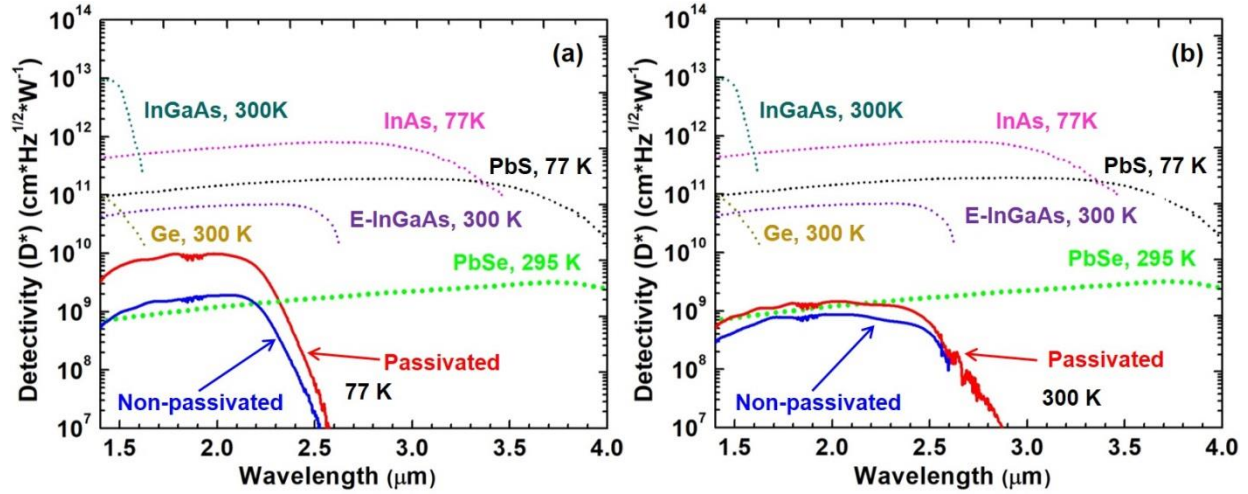 (a)
Detectivity (D*) (cm*Hz1/2*W-1)
10^14
10^13
10^12
10^11
10^10
10^9
10^8
10^7
InGaAs, 300K
InAs, 77K
PbS, 77 K
E-InGaAs, 300 K
Ge, 300 K
PbSe, 295 K
Passivated
Non-passivated
77 K
1.5 2.0 2.5 3.0 3.5 4.0
Wavelength (μm)
(b)
Detectivity (D*) (cm*Hz1/2*W-1)
10^14
10^13
10^12
10^11
10^10
10^9
10^8
10^7
InGaAs, 300K
InAs, 77K
PbS, 77 K
E-InGaAs, 300 K
Ge, 300 K
PbSe, 295 K
Passivated
Non-passivated
300 K
1.5 2.0 2.5 3.0 3.5 4.0
Wavelength (μm)